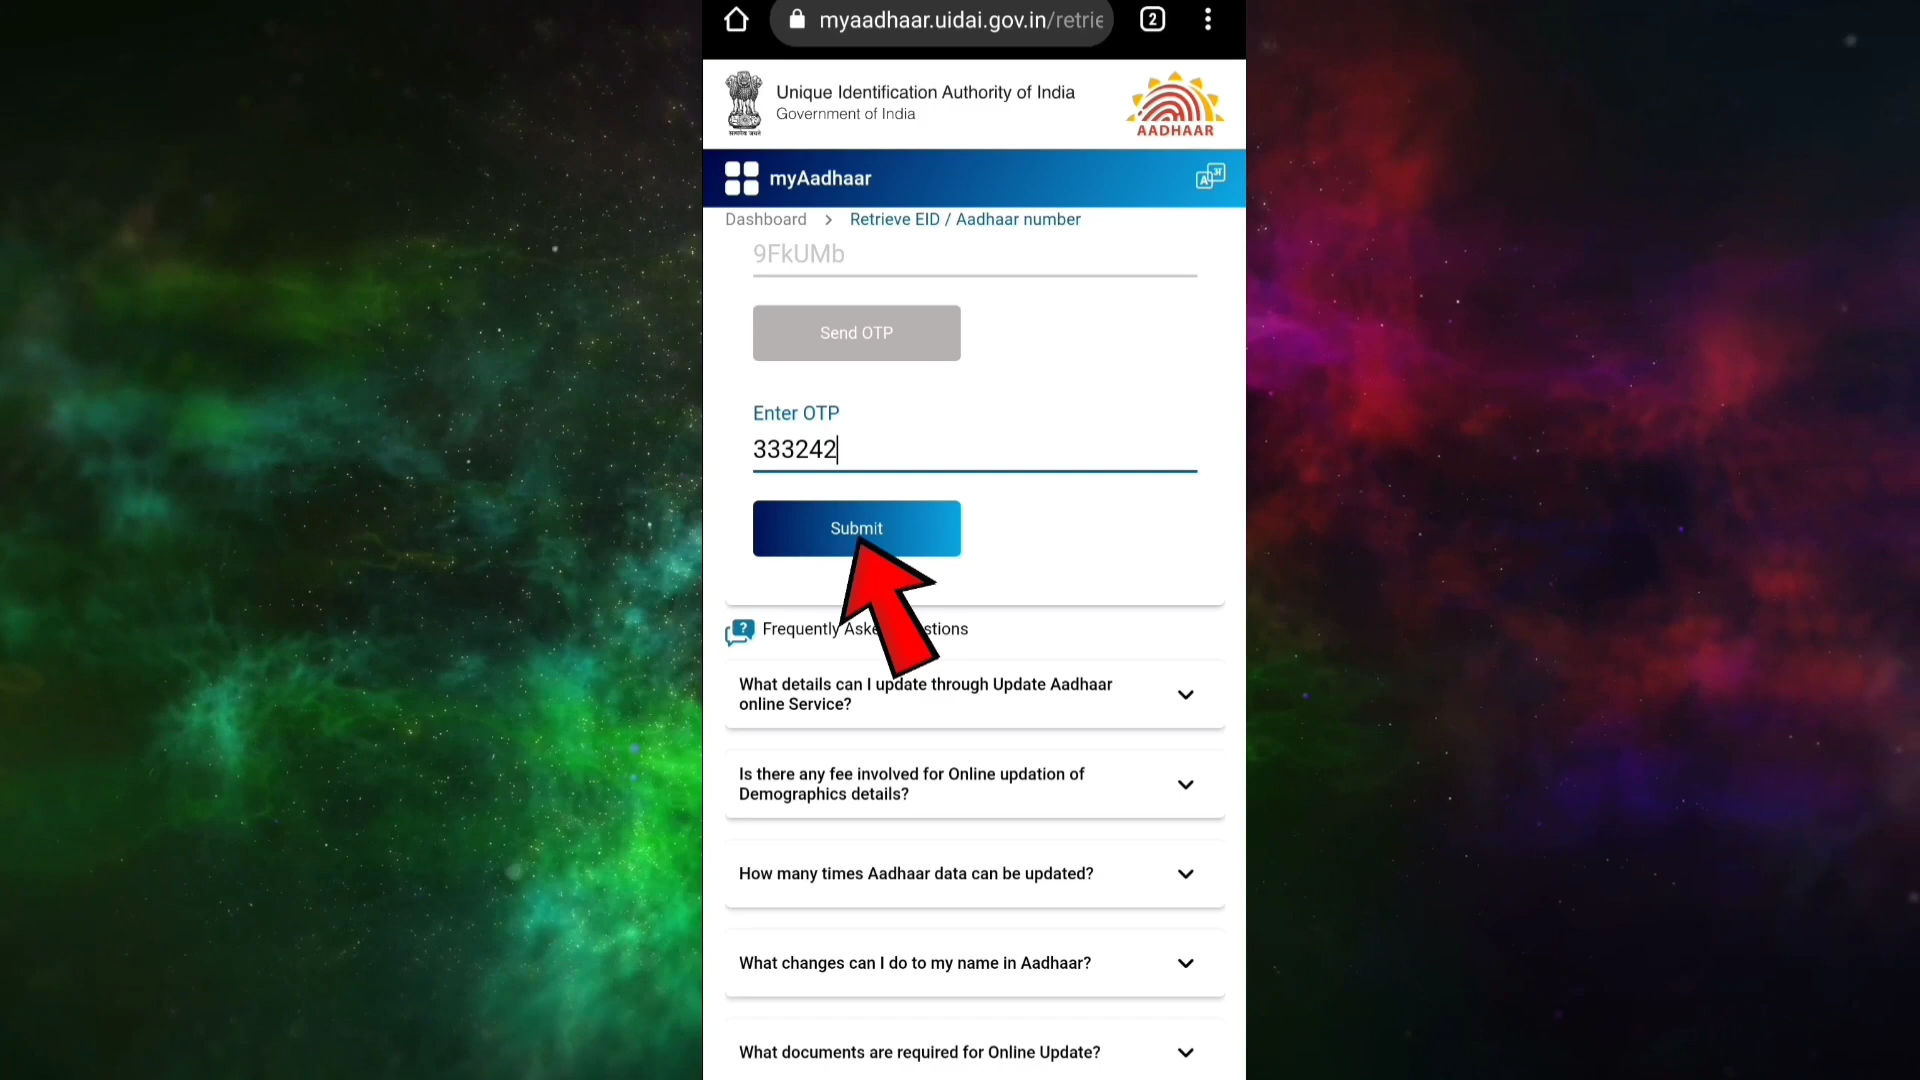 myaadhaar.uidai.gov.in/retrie
2
Unique Identification Authority of India
Government of India
सत्यमेव जयते
AADHAAR
myAadhaar
Dashboard > Retrieve EID / Aadhaar number
9FkUMb
Send OTP
Enter OTP
333242
Submit
Frequently Aske stions
What details can I update through Update Aadhaar
online Service?
Is there any fee involved for Online updation of
Demographics details?
How many times Aadhaar data can be updated?
What changes can I do to my name in Aadhaar?
What documents are required for Online Update?